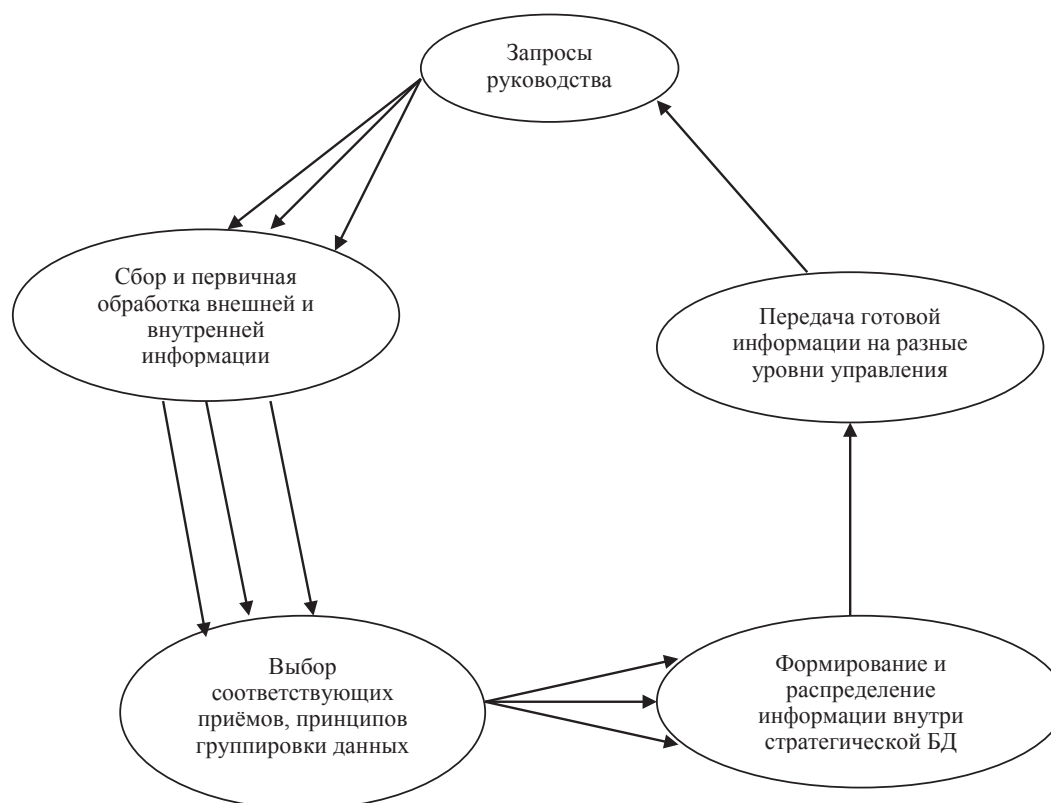 Запросы
руководства
Сбор и первичная
обработка внешней и
внутренней
информации
Передача готовой
информации на разные
уровни управления
Выбор
соответствующих
приёмов, принципов
группировки данных
Формирование и
распределение
информации внутри
стратегической БД